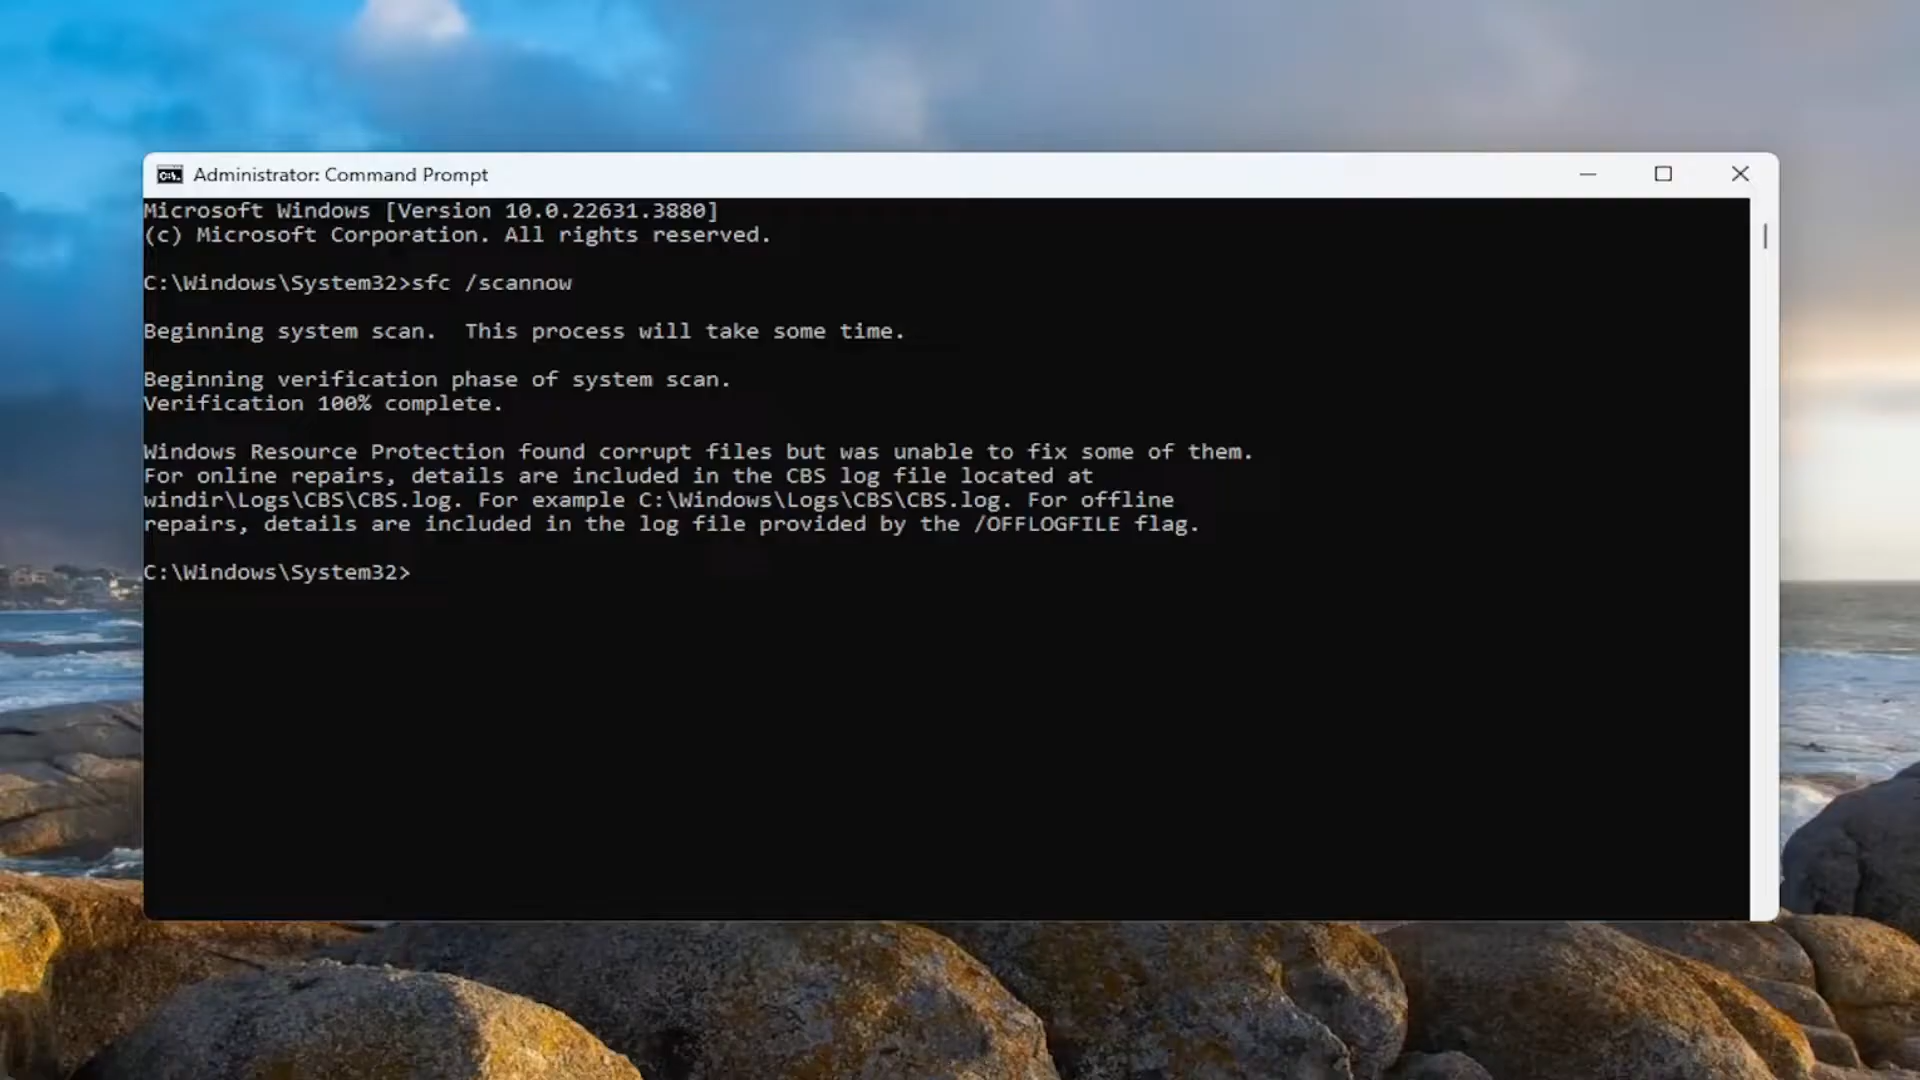 Administrator: Command Prompt
Microsoft Windows [Version 10.0.22631.3880]
(c) Microsoft Corporation. All rights reserved.
C:\Windows\System32>sfc /scannow
Beginning system scan.  This process will take some time.
Beginning verification phase of system scan.
Verification 100% complete.
Windows Resource Protection found corrupt files but was unable to fix some of them.
For online repairs, details are included in the CBS log file located at
windir\Logs\CBS\CBS.log. For example C:\Windows\Logs\CBS\CBS.log. For offline
repairs, details are included in the log file provided by the /OFFLOGFILE flag.
C:\Windows\System32>